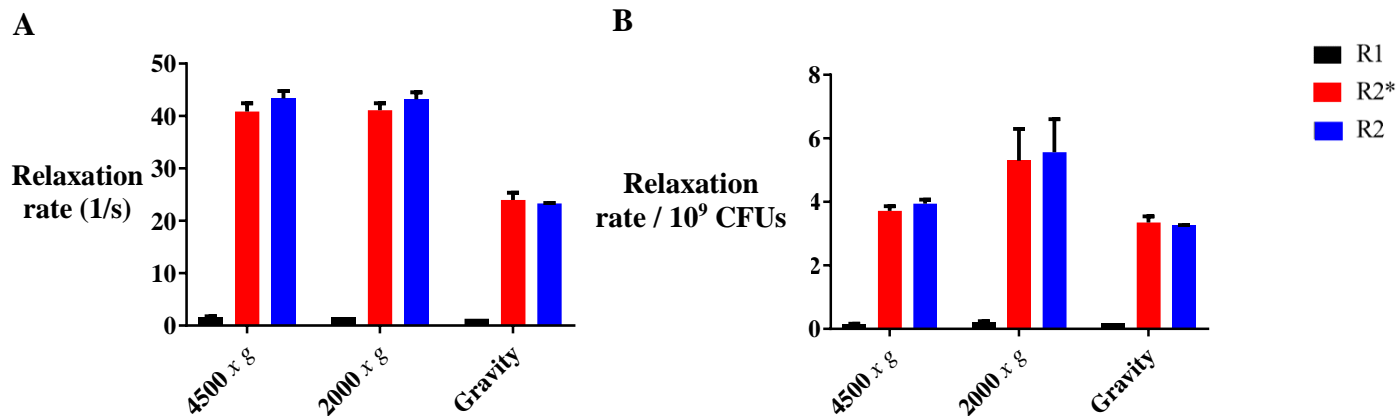 A
Relaxation
rate (1/s)
50
40
30
20
10
0
4500 x g
2000 x g
Gravity
B
Relaxation
rate / 10⁹ CFUs
8
6
4
2
0
4500 x g
2000 x g
Gravity
R1
R2*
R2